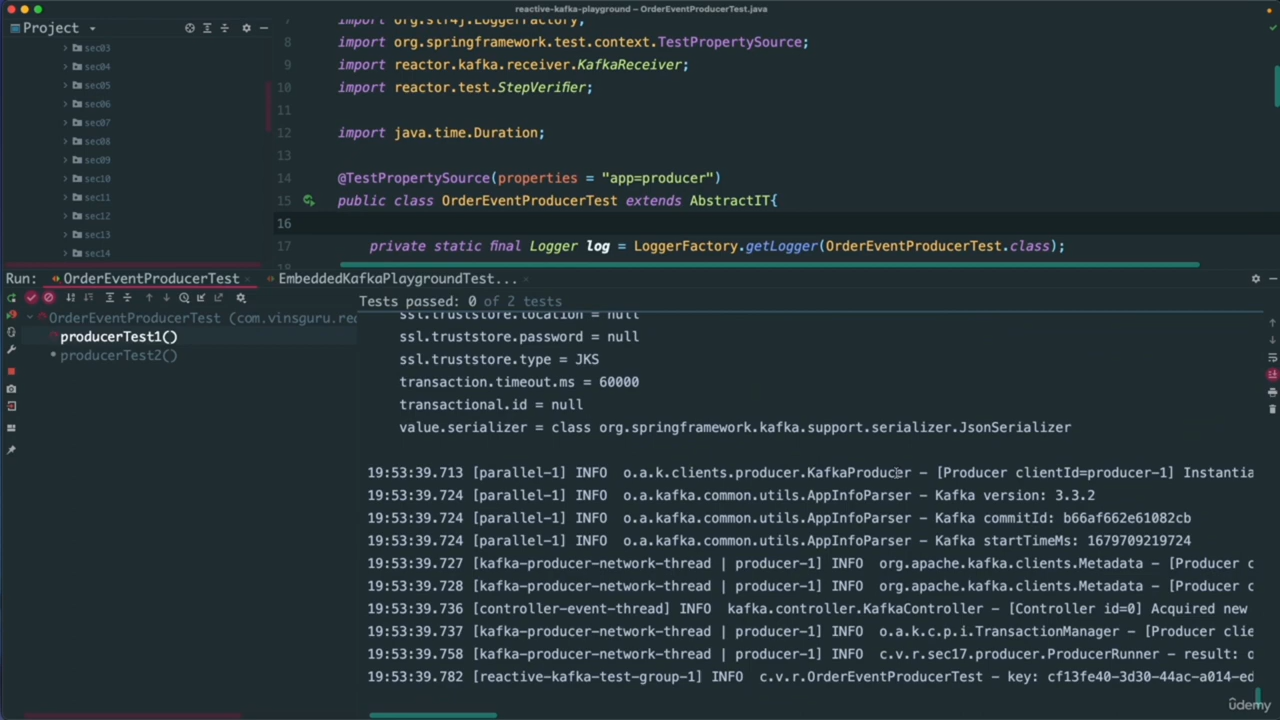 reactive-kafka-playground – OrderEventProducerTest.java
Project
sec03
sec04
sec05
sec06
sec07
sec08
sec09
sec10
sec11
sec12
sec13
sec14
7
8 import org.springframework.test.context.TestPropertySource;
9 import reactor.kafka.receiver.KafkaReceiver;
10 import reactor.test.StepVerifier;
11
12 import java.time.Duration;
13
14 @TestPropertySource(properties = "app=producer")
15 public class OrderEventProducerTest extends AbstractIT{
16
17 private static final Logger log = LoggerFactory.getLogger(OrderEventProducerTest.class);
Run: OrderEventProducerTest EmbeddedKafkaPlaygroundTest...
Tests passed: 0 of 2 tests
OrderEventProducerTest (com.vinsguru.rea
producerTest1()
producerTest2()
ssl.truststore.location = null
ssl.truststore.password = null
ssl.truststore.type = JKS
transaction.timeout.ms = 60000
transactional.id = null
value.serializer = class org.springframework.kafka.support.serializer.JsonSerializer
19:53:39.713 [parallel-1] INFO o.a.k.clients.producer.KafkaProducer – [Producer clientId=producer-1] Instantia
19:53:39.724 [parallel-1] INFO o.a.kafka.common.utils.AppInfoParser – Kafka version: 3.3.2
19:53:39.724 [parallel-1] INFO o.a.kafka.common.utils.AppInfoParser – Kafka commitId: b66af662e61082cb
19:53:39.724 [parallel-1] INFO o.a.kafka.common.utils.AppInfoParser – Kafka startTimeMs: 1679709219724
19:53:39.727 [kafka-producer-network-thread | producer-1] INFO org.apache.kafka.clients.Metadata – [Producer c
19:53:39.728 [kafka-producer-network-thread | producer-1] INFO org.apache.kafka.clients.Metadata – [Producer c
19:53:39.736 [controller-event-thread] INFO kafka.controller.KafkaController – [Controller id=0] Acquired new
19:53:39.737 [kafka-producer-network-thread | producer-1] INFO o.a.k.c.p.i.TransactionManager – [Producer clie
19:53:39.758 [kafka-producer-network-thread | producer-1] INFO c.v.r.sec17.producer.ProducerRunner – result: o
19:53:39.782 [reactive-kafka-test-group-1] INFO c.v.r.OrderEventProducerTest – key: cf13fe40-3d30-44ac-a014-ed
ûdemy